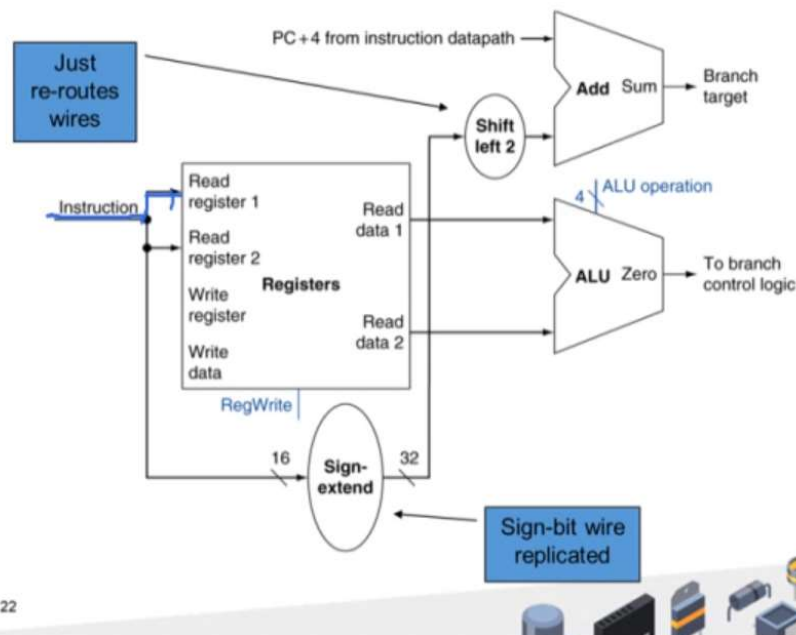 PC+4 from instruction datapath
Just
re-routes
wires
Add Sum
Branch
target
Shift
left 2
Instruction
Read
register 1
Read
register 2
Write
register
Write
data
Registers
Read
data 1
Read
data 2
4
ALU operation
ALU Zero
To branch
control logic
RegWrite
16
Sign-
extend
32
Sign-bit wire
replicated
22